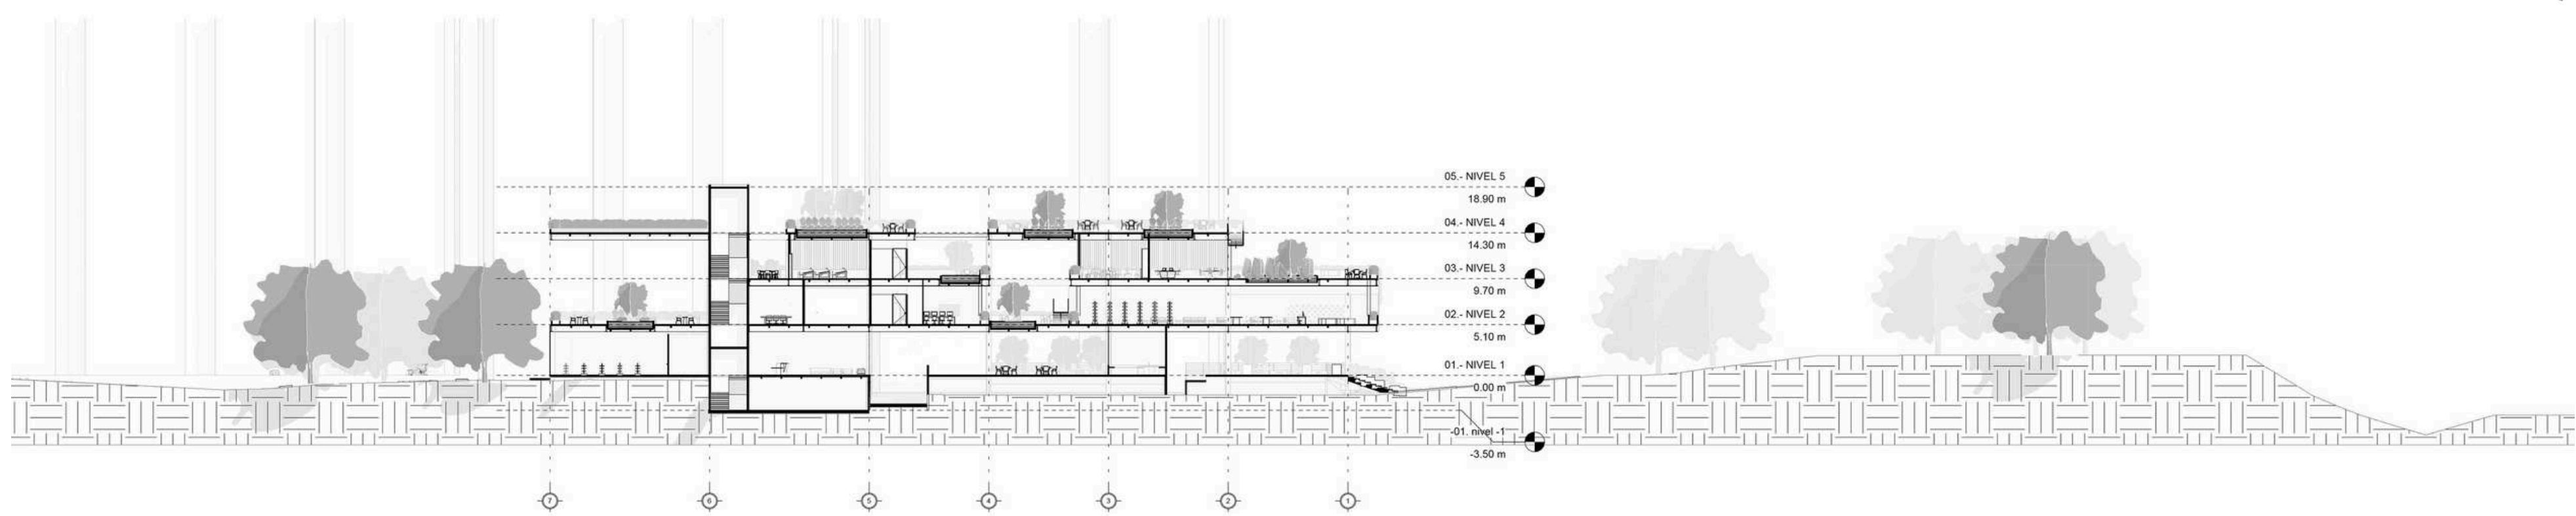 05.- NIVEL 5
18.90 m
04.- NIVEL 4
14.30 m
03.- NIVEL 3
9.70 m
02.- NIVEL 2
5.10 m
01.- NIVEL 1
0.00 m
-01. nivel -1
-3.50 m
7 6 5 4 3 2 1